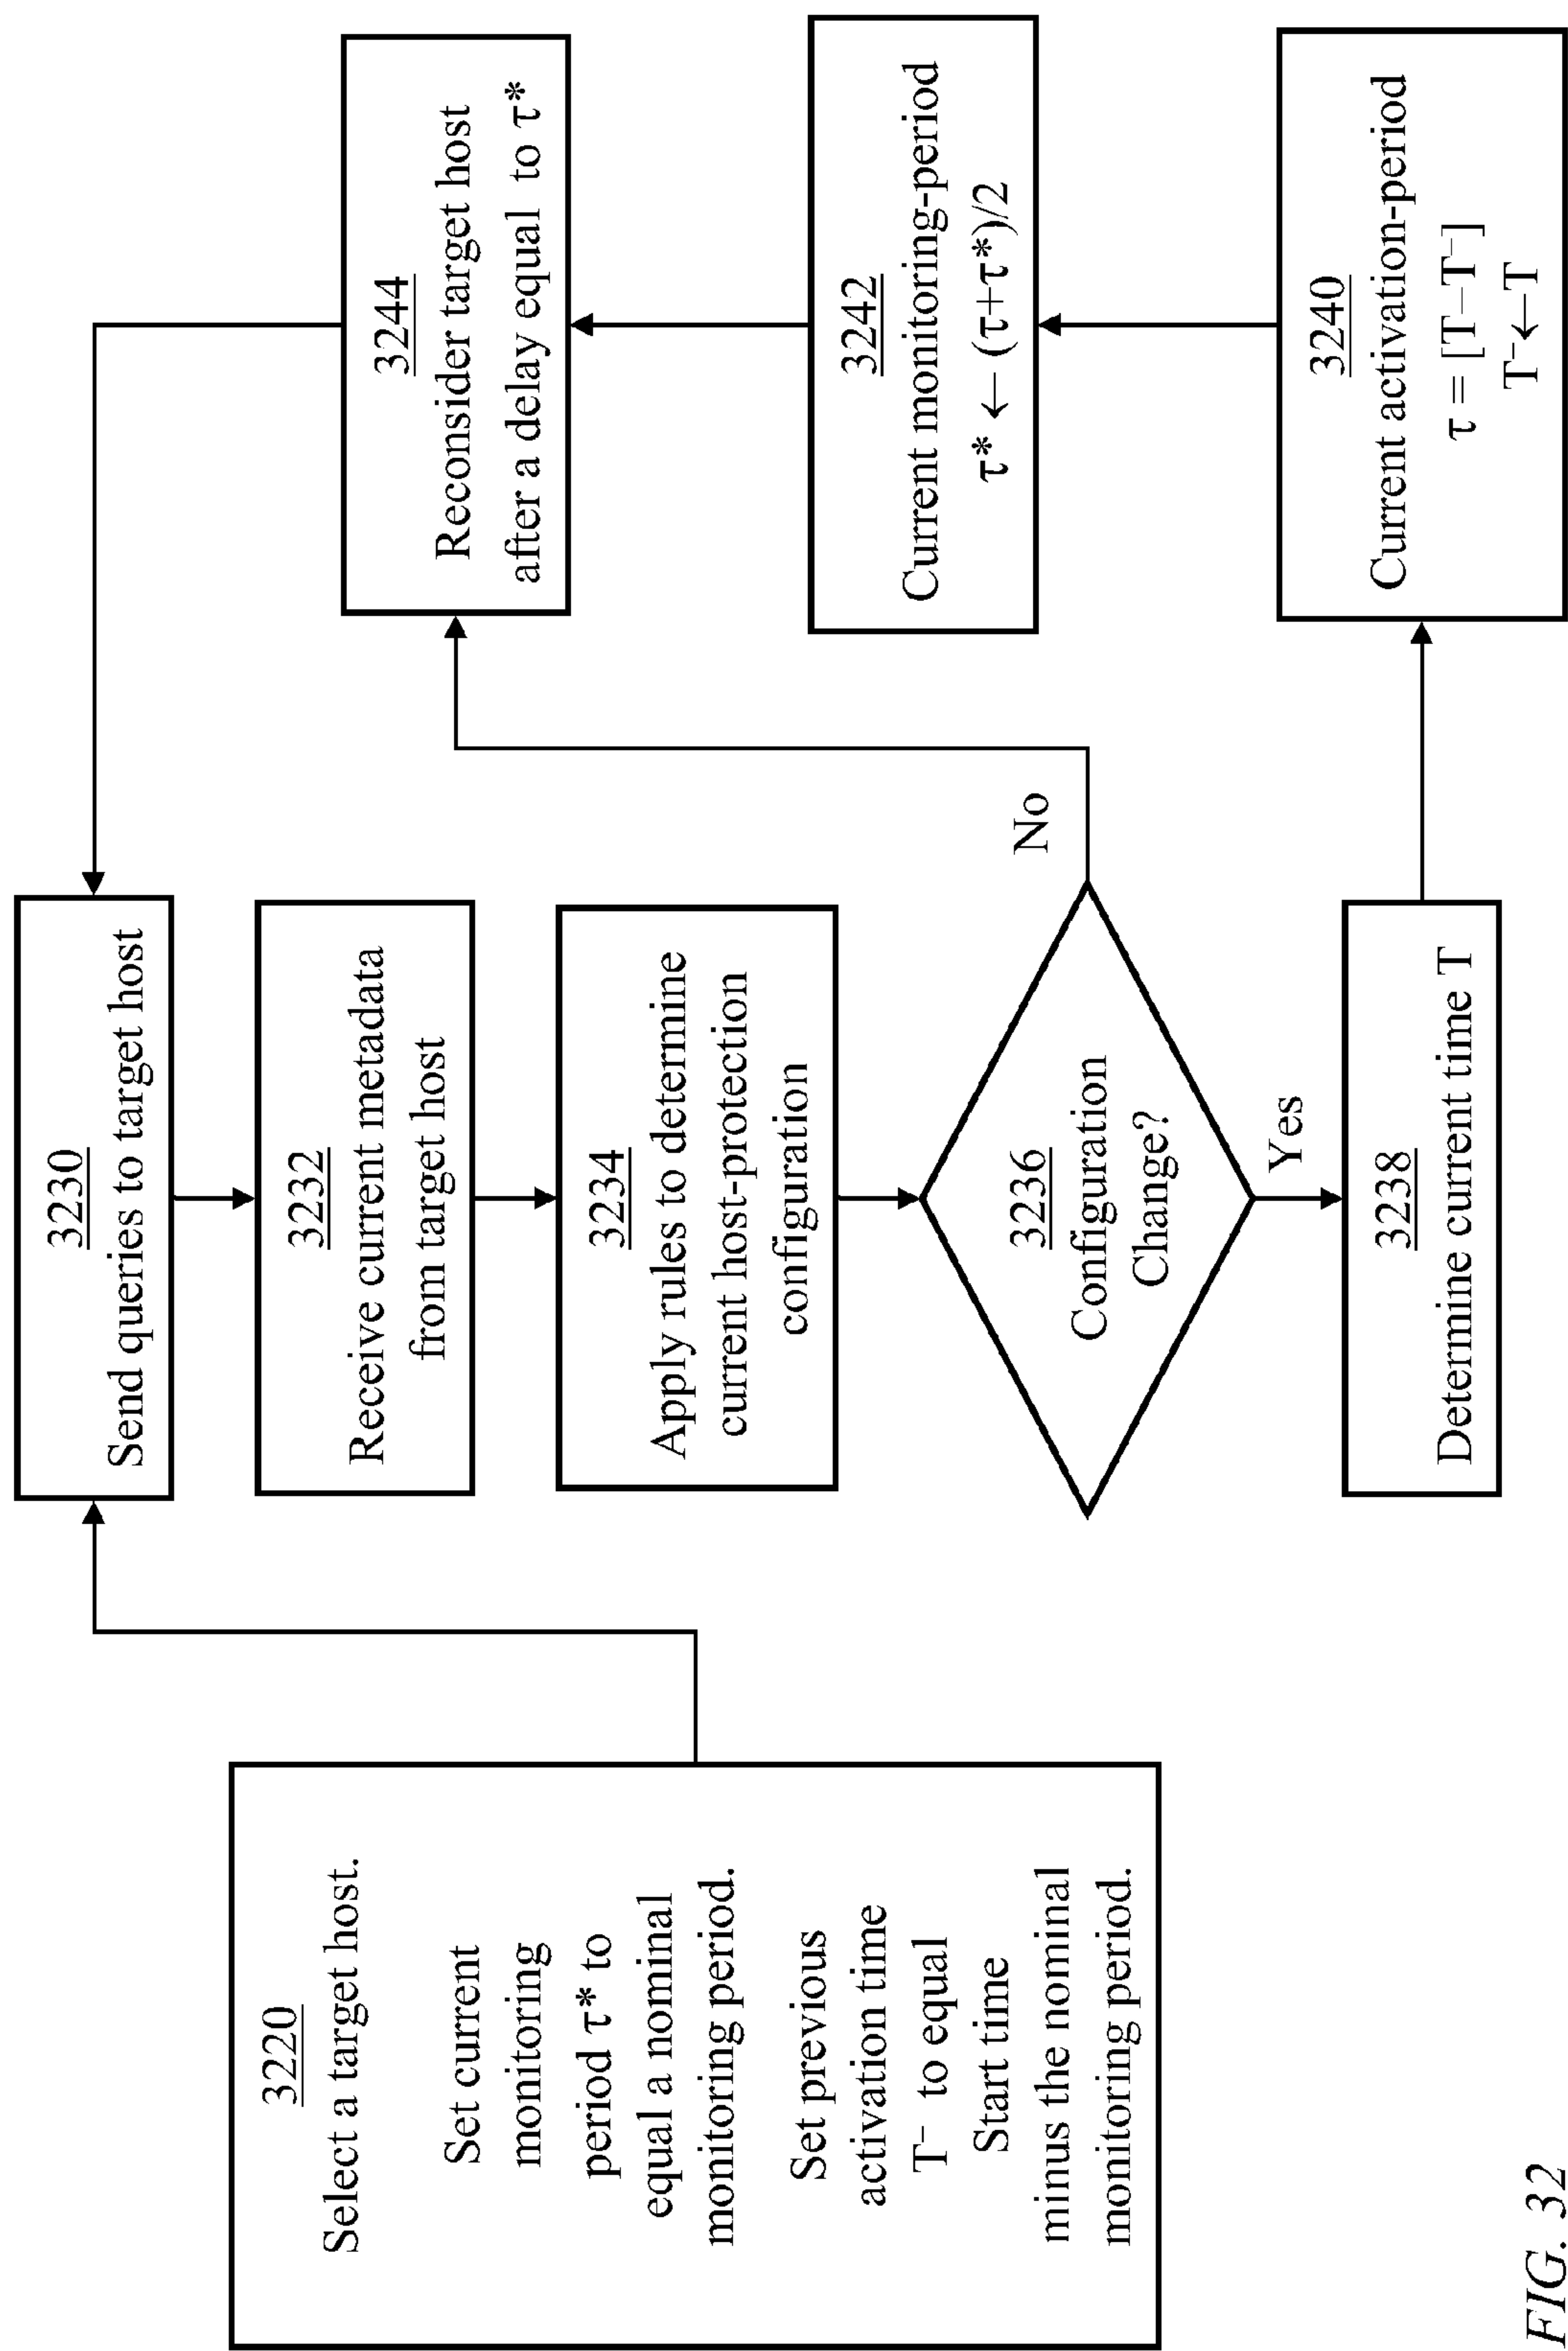 3220
Select a target host.
Set current
monitoring
period τ* to
equal a nominal
monitoring period.
Set previous
activation time
T⁻ to equal
Start time
minus the nominal
monitoring period.
3230
Send queries to target host
3232
Receive current metadata
from target host
3234
Apply rules to determine
current host-protection
configuration
3236
Configuration
Change?
No
Yes
3238
Determine current time T
3240
Current activation-period
τ = [T–T⁻]
T⁻←T
3242
Current monitoring-period
τ* ← (τ+τ*)/2
3244
Reconsider target host
after a delay equal to τ*
FIG. 32